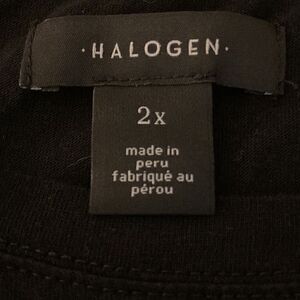 ·HALOGEN·
2x
made in
peru
fabriqué au
pérou